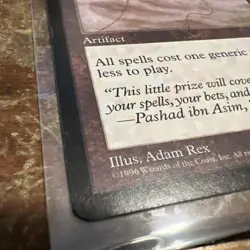 Artifact
All spells cost one generic
less to play.
"This little prize will cove
your spells, your bets, and
—Pashad ibn Asim,
Illus. Adam Rex
©1996 Wizards of the Coast, Inc. All